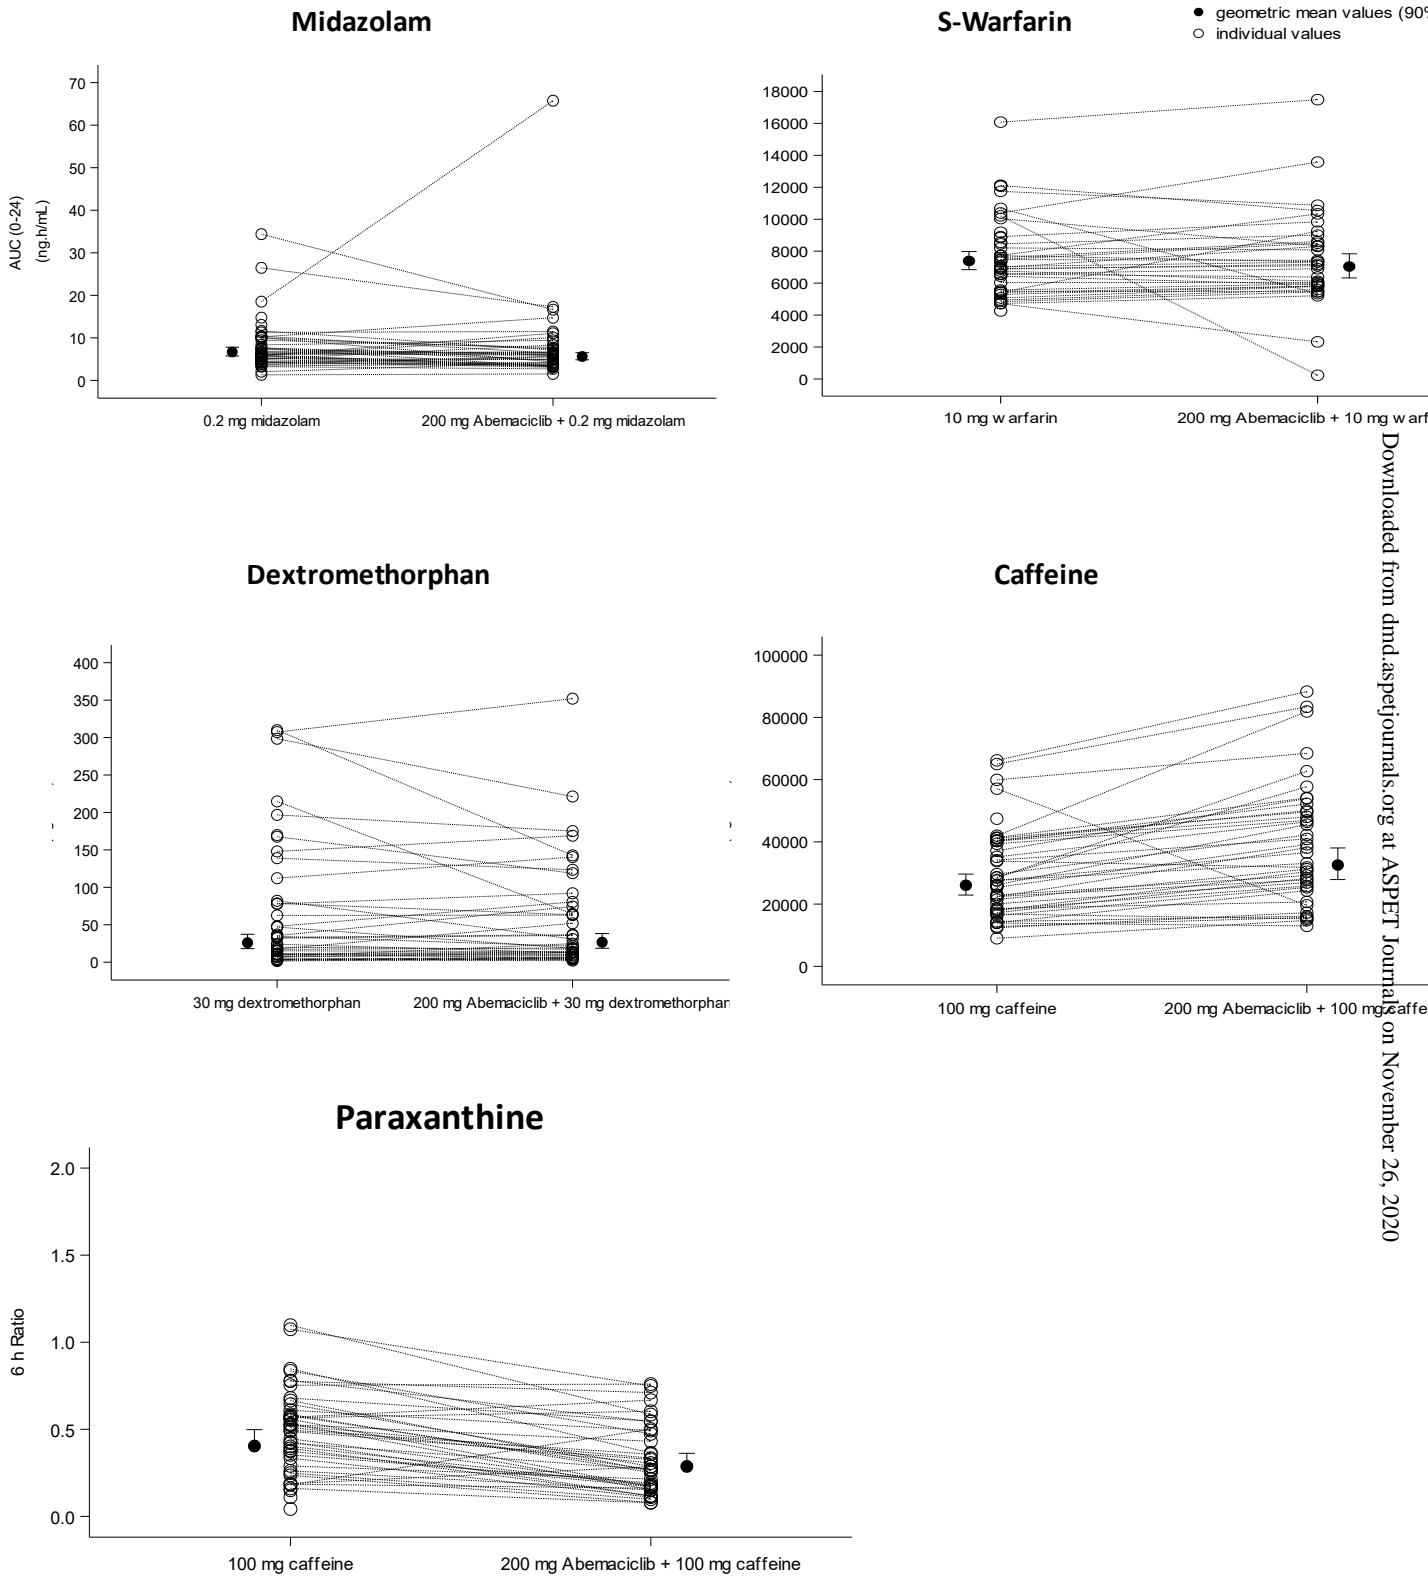 Midazolam
70
60
50
40
30
20
10
0
AUC (0-24)
(ng.h/mL)
0.2 mg midazolam
200 mg Abemaciclib + 0.2 mg midazolam
S-Warfarin
geometric mean values (90%
individual values
18000
16000
14000
12000
10000
8000
6000
4000
2000
0
10 mg warfarin
200 mg Abemaciclib + 10 mg warf
Dextromethorphan
400
350
300
250
200
150
100
50
0
30 mg dextromethorphan
200 mg Abemaciclib + 30 mg dextromethorphan
Caffeine
100000
80000
60000
40000
20000
0
100 mg caffeine
200 mg Abemaciclib + 100 mg caffe
Paraxanthine
2.0
1.5
1.0
0.5
0.0
6 h Ratio
100 mg caffeine
200 mg Abemaciclib + 100 mg caffeine
Downloaded from dmd.aspetjournals.org at ASPET Journals on November 26, 2020